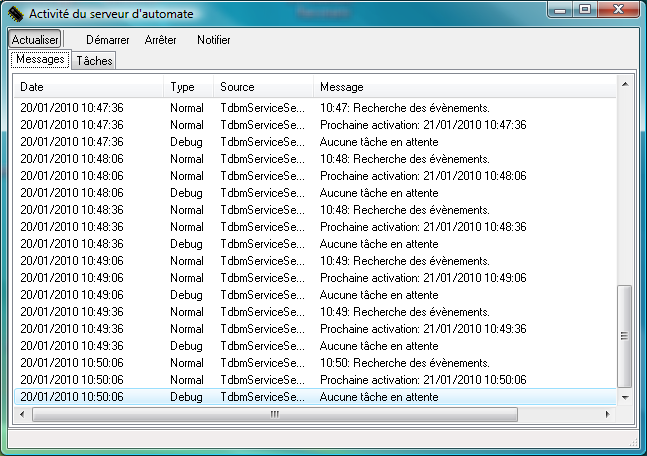 Activité du serveur d'automate
Actualiser Démarrer Arrêter Notifier
Messages Tâches
Date Type Source Message
20/01/2010 10:47:36 Normal TdbmServiceSe... 10:47: Recherche des évènements.
20/01/2010 10:47:36 Normal TdbmServiceSe... Prochaine activation: 21/01/2010 10:47:36
20/01/2010 10:47:36 Debug TdbmServiceSe... Aucune tâche en attente
20/01/2010 10:48:06 Normal TdbmServiceSe... 10:48: Recherche des évènements.
20/01/2010 10:48:06 Normal TdbmServiceSe... Prochaine activation: 21/01/2010 10:48:06
20/01/2010 10:48:06 Debug TdbmServiceSe... Aucune tâche en attente
20/01/2010 10:48:36 Normal TdbmServiceSe... 10:48: Recherche des évènements.
20/01/2010 10:48:36 Normal TdbmServiceSe... Prochaine activation: 21/01/2010 10:48:36
20/01/2010 10:48:36 Debug TdbmServiceSe... Aucune tâche en attente
20/01/2010 10:49:06 Normal TdbmServiceSe... 10:49: Recherche des évènements.
20/01/2010 10:49:06 Normal TdbmServiceSe... Prochaine activation: 21/01/2010 10:49:06
20/01/2010 10:49:06 Debug TdbmServiceSe... Aucune tâche en attente
20/01/2010 10:49:36 Normal TdbmServiceSe... 10:49: Recherche des évènements.
20/01/2010 10:49:36 Normal TdbmServiceSe... Prochaine activation: 21/01/2010 10:49:36
20/01/2010 10:49:36 Debug TdbmServiceSe... Aucune tâche en attente
20/01/2010 10:50:06 Normal TdbmServiceSe... 10:50: Recherche des évènements.
20/01/2010 10:50:06 Normal TdbmServiceSe... Prochaine activation: 21/01/2010 10:50:06
20/01/2010 10:50:06 Debug TdbmServiceSe... Aucune tâche en attente